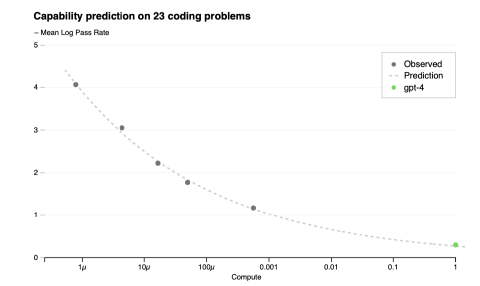 Capability prediction on 23 coding problems
– Mean Log Pass Rate
5
Observed
Prediction
gpt-4
4
3
2
1
0
1µ
10µ
100µ
0.001
0.01
0.1
1
Compute